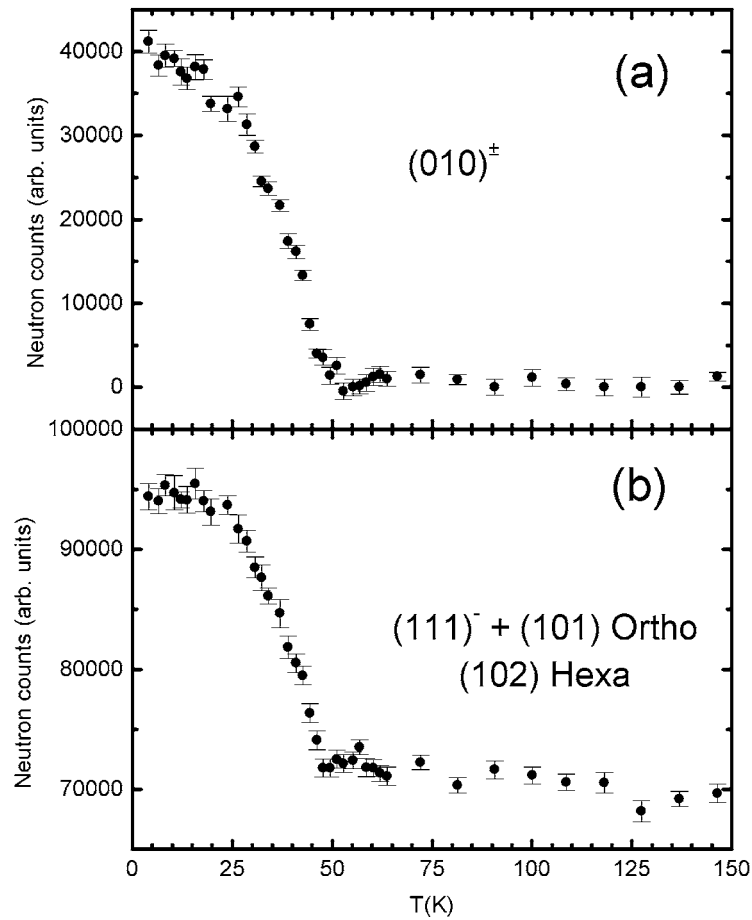 40000
30000
20000
10000
0
Neutron counts (arb. units)
(a)
(010)±
100000
90000
80000
70000
Neutron counts (arb. units)
(b)
(111)⁻ + (101) Ortho
(102) Hexa
0 25 50 75 100 125 150
T(K)